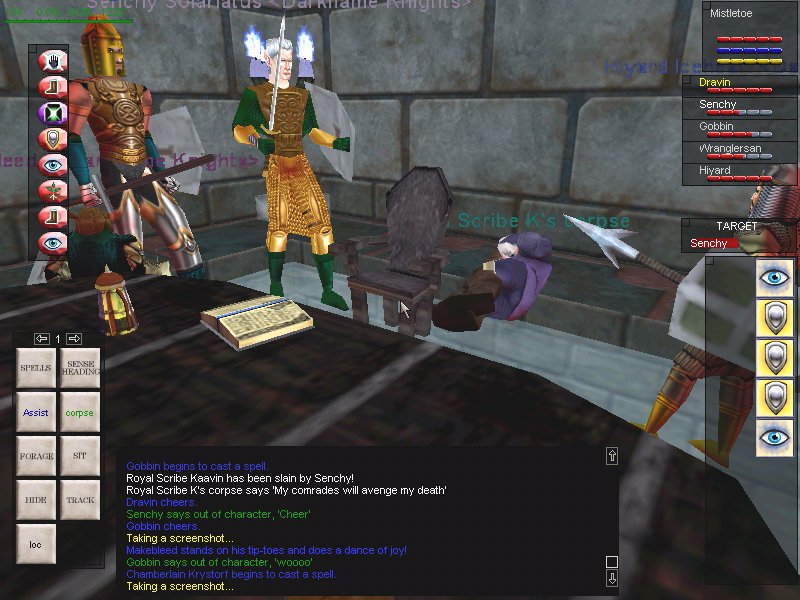 Senchy Solariatus <Darkflame Knights>
Mistletoe
Dravin
Senchy
Gobbin
Wranglersan
Hiyard
Knights>
Scribe K's corpse
TARGET
Senchy
1
SPELLS
SENSE HEADING
Assist
corpse
FORAGE
SIT
HIDE
TRACK
loc
Gobbin begins to cast a spell.
Royal Scribe Kaavin has been slain by Senchy!
Royal Scribe K's corpse says 'My comrades will avenge my death'
Dravin cheers.
Senchy says out of character, 'Cheer'
Gobbin cheers.
Taking a screenshot...
Makebleed stands on his tip-toes and does a dance of joy!
Gobbin says out of character, 'woooo'
Chamberlain Krystorf begins to cast a spell.
Taking a screenshot...